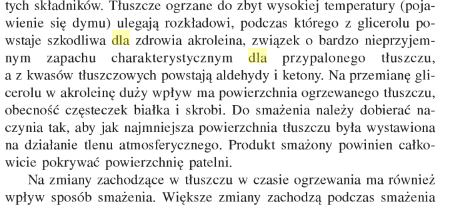 tych składników. Tłuszcze ogrzane do zbyt wysokiej temperatury (poja-
wienie się dymu) ulegają rozkładowi, podczas którego z glicerolu po-
wstaje szkodliwa dla zdrowia akroleina, związek o bardzo nieprzyjem-
nym zapachu charakterystycznym dla przypalonego tłuszczu,
a z kwasów tłuszczowych powstają aldehydy i ketony. Na przemianę gli-
cerolu w akroleinę duży wpływ ma powierzchnia ogrzewanego tłuszczu,
obecność cząsteczek białka i skrobi. Do smażenia należy dobierać na-
czynia tak, aby jak najmniejsza powierzchnia tłuszczu była wystawiona
na działanie tlenu atmosferycznego. Produkt smażony powinien całko-
wicie pokrywać powierzchnię patelni.
Na zmiany zachodzące w tłuszczu w czasie ogrzewania ma również
wpływ sposób smażenia. Większe zmiany zachodzą podczas smażenia